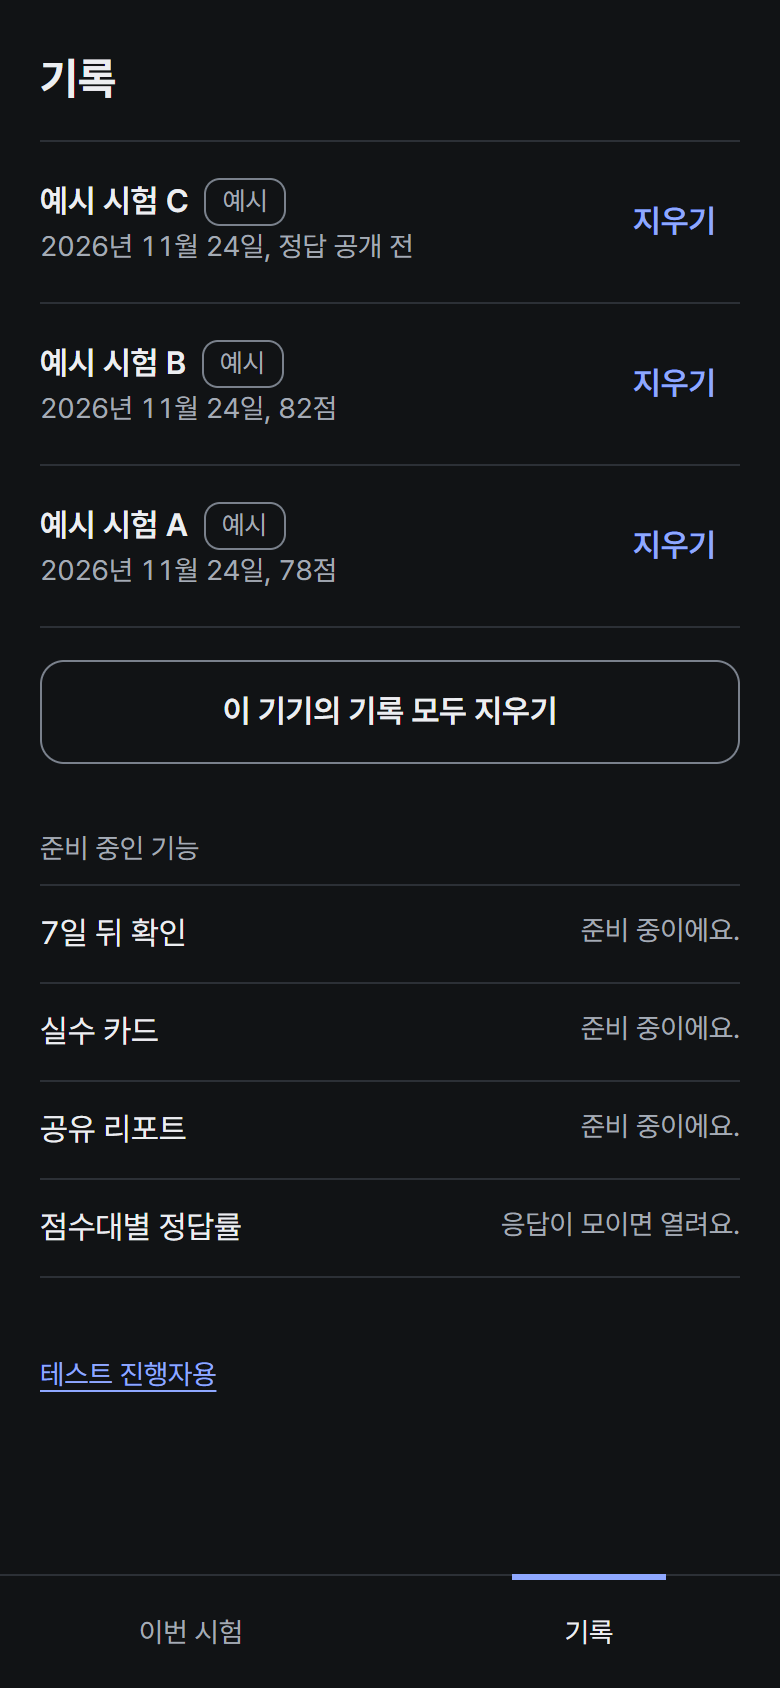 기록
예시 시험 C 예시
2026년 11월 24일, 정답 공개 전
지우기
예시 시험 B 예시
2026년 11월 24일, 82점
지우기
예시 시험 A 예시
2026년 11월 24일, 78점
지우기
이 기기의 기록 모두 지우기
준비 중인 기능
7일 뒤 확인 준비 중이에요.
실수 카드 준비 중이에요.
공유 리포트 준비 중이에요.
점수대별 정답률 응답이 모이면 열려요.
테스트 진행자용
이번 시험 기록